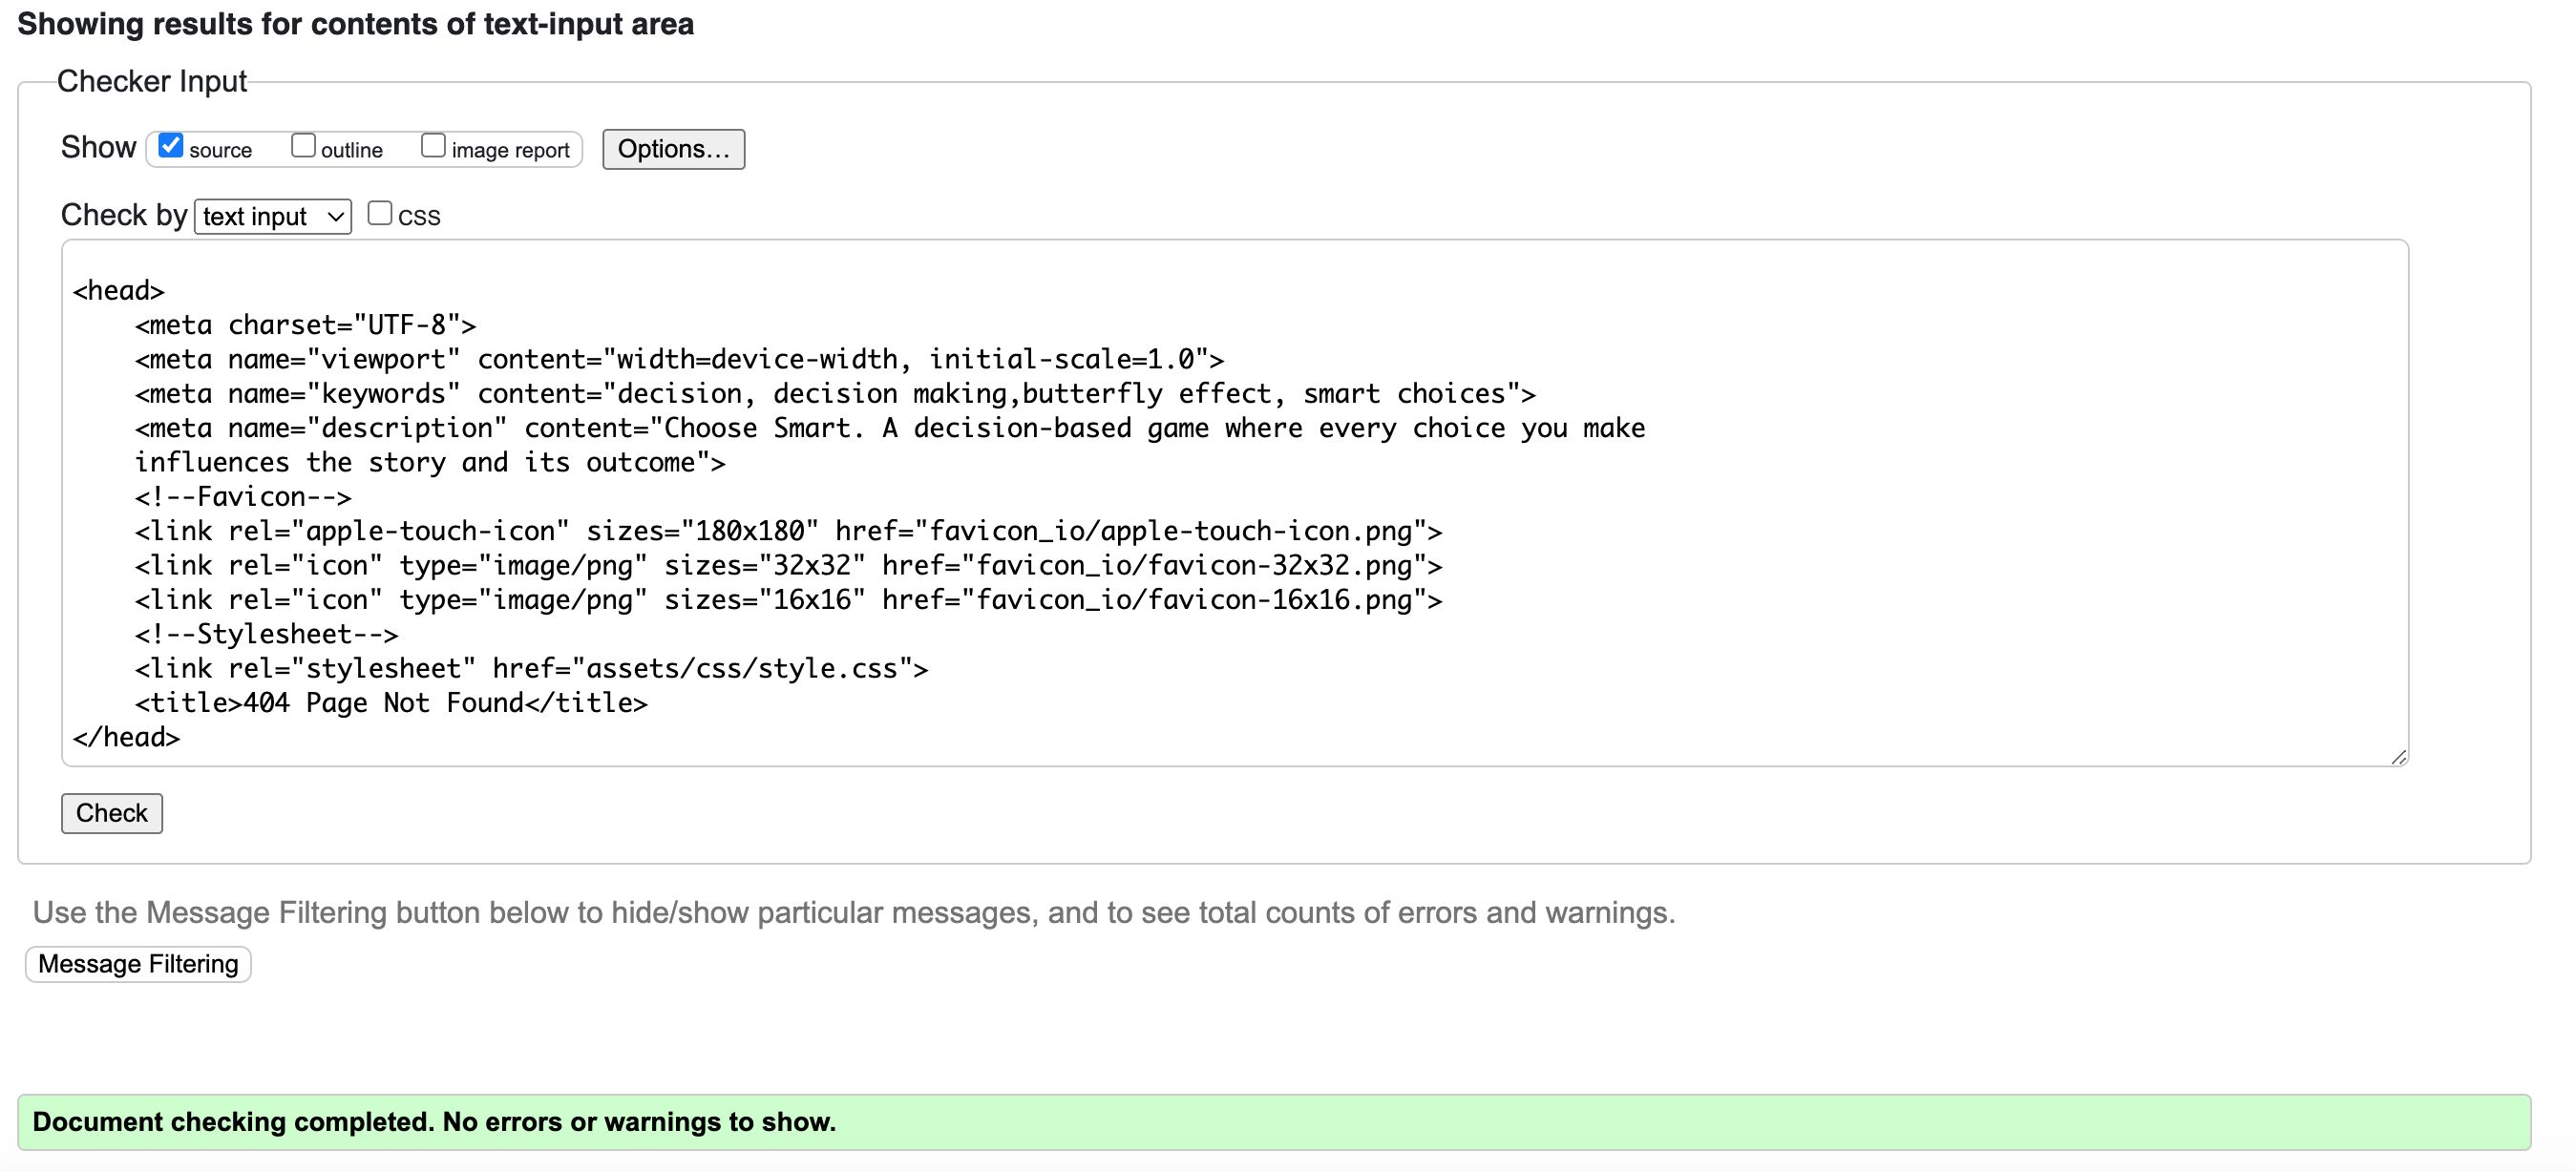 Showing results for contents of text-input area
Checker Input
Show source outline image report Options...
Check by text input CSS
<head>
    <meta charset="UTF-8">
    <meta name="viewport" content="width=device-width, initial-scale=1.0">
    <meta name="keywords" content="decision, decision making,butterfly effect, smart choices">
    <meta name="description" content="Choose Smart. A decision-based game where every choice you make
    influences the story and its outcome">
    <!--Favicon-->
    <link rel="apple-touch-icon" sizes="180x180" href="favicon_io/apple-touch-icon.png">
    <link rel="icon" type="image/png" sizes="32x32" href="favicon_io/favicon-32x32.png">
    <link rel="icon" type="image/png" sizes="16x16" href="favicon_io/favicon-16x16.png">
    <!--Stylesheet-->
    <link rel="stylesheet" href="assets/css/style.css">
    <title>404 Page Not Found</title>
</head>
Check
Use the Message Filtering button below to hide/show particular messages, and to see total counts of errors and warnings.
Message Filtering
Document checking completed. No errors or warnings to show.